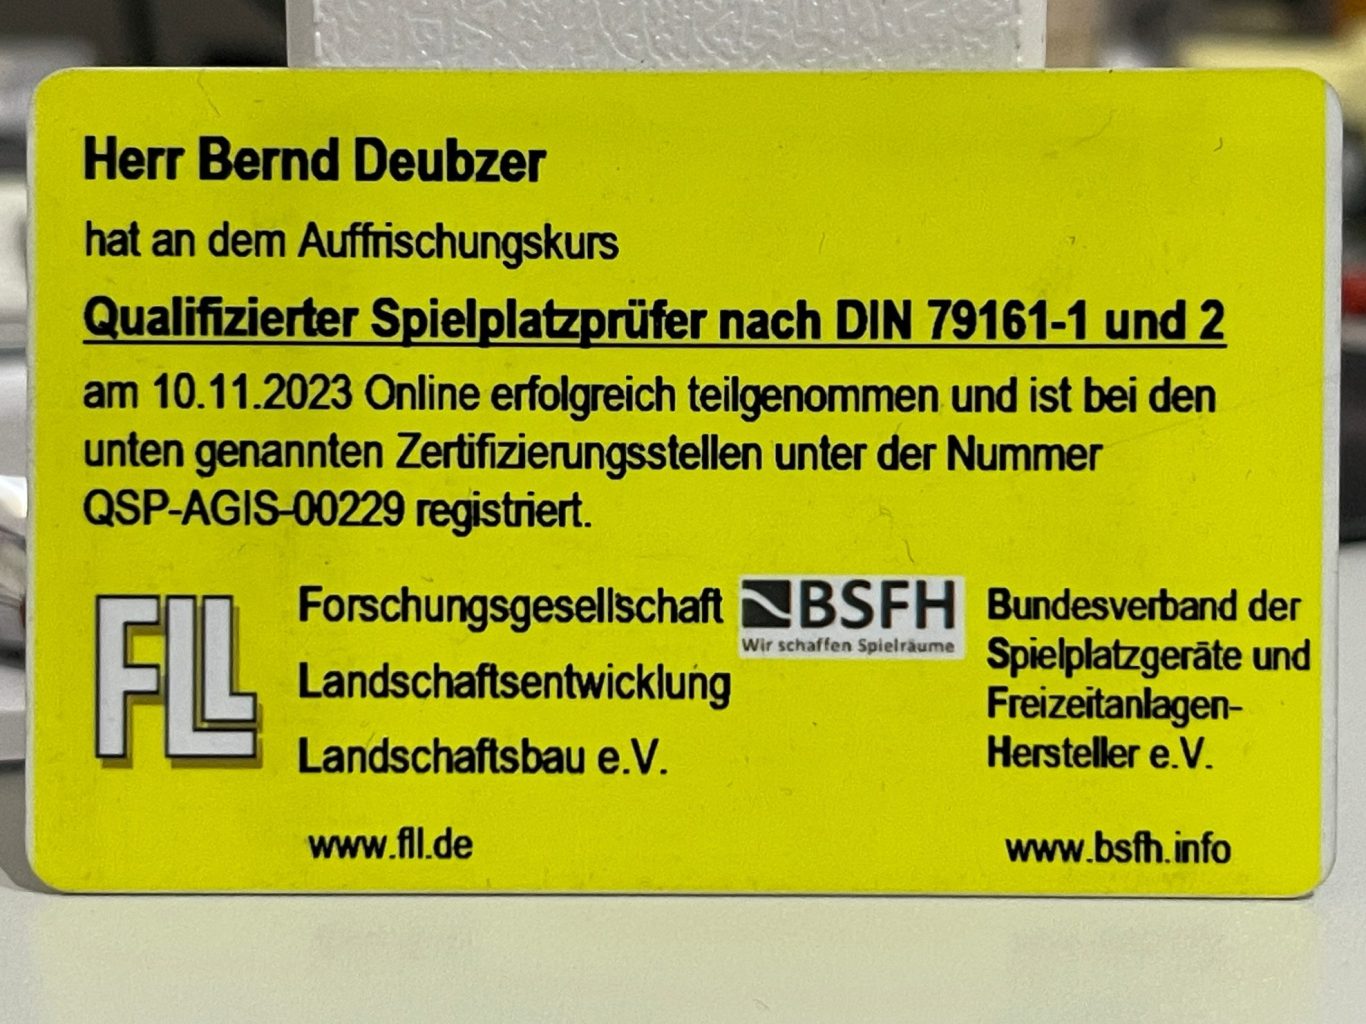 Herr Bernd Deubzer
hat an dem Auffrischungskurs
Qualifizierter Spielplatzprüfer nach DIN 79161-1 und 2
am 10.11.2023 Online erfolgreich teilgenommen und ist bei den
unten genannten Zertifizierungsstellen unter der Nummer
QSP-AGIS-00229 registriert.
FLL
Forschungsgesellschaft
Landschaftsentwicklung
Landschaftsbau e.V.
www.fll.de
BSFH
Wir schaffen Spielräume
Bundesverband der
Spielplatzgeräte und
Freizeitanlagen-
Hersteller e.V.
www.bsfh.info